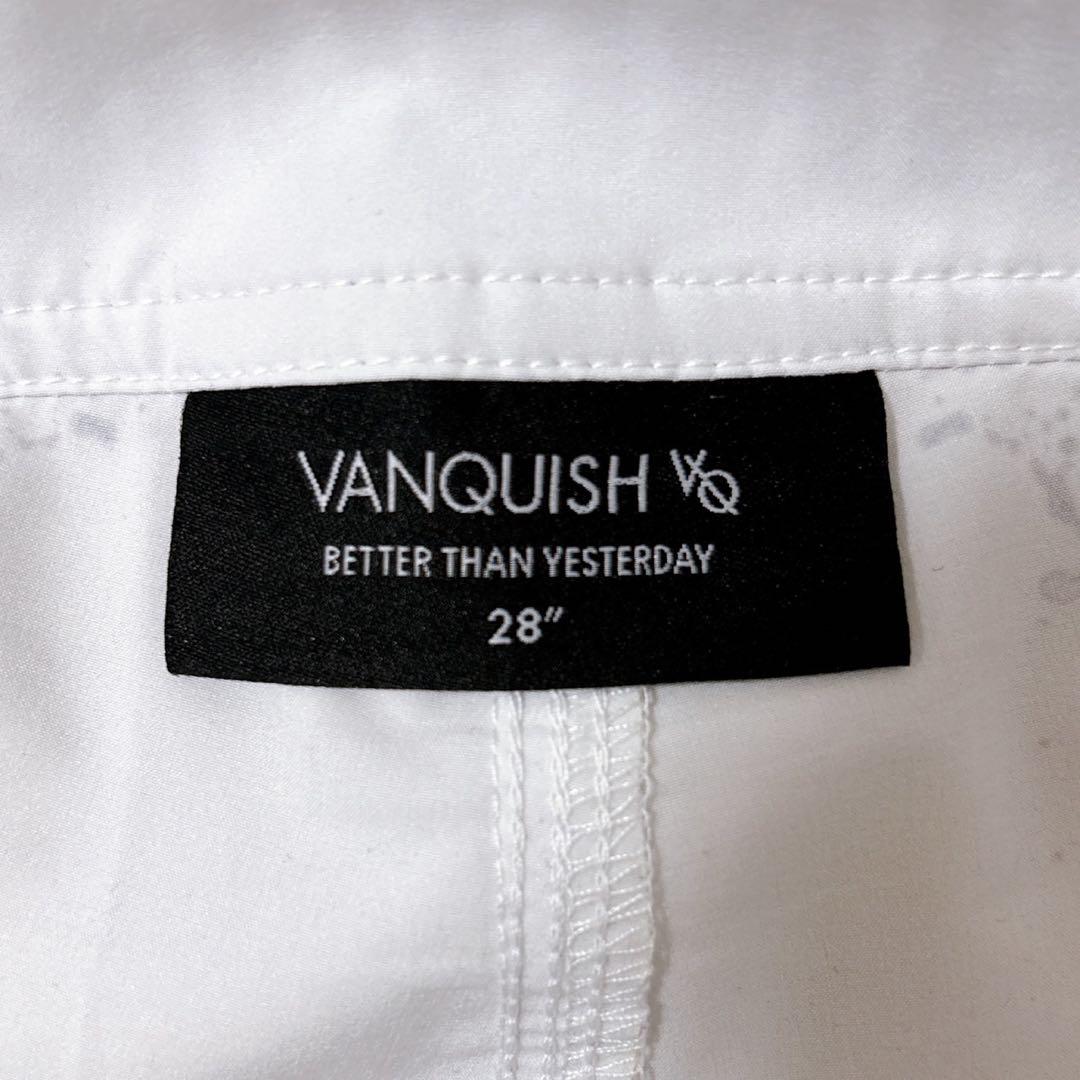 VANQUISH VQ
BETTER THAN YESTERDAY
28"